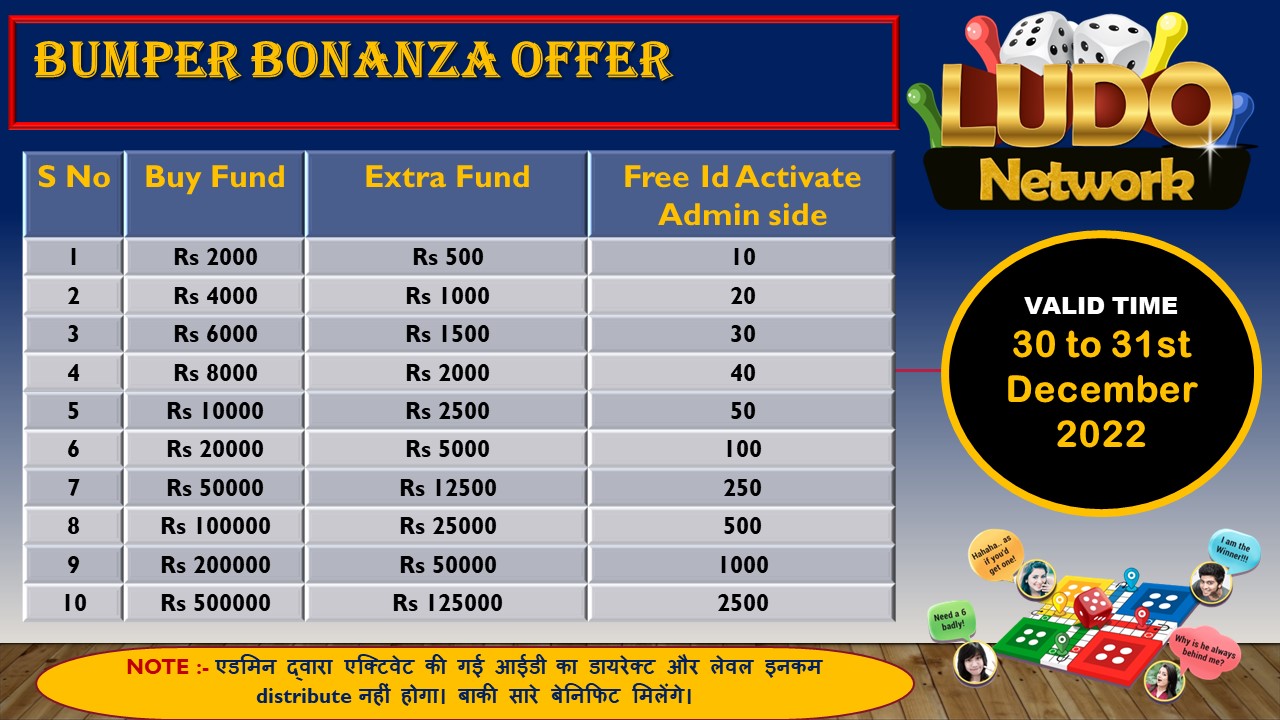 BUMPER BONANZA OFFER
LUDO
Network
S No Buy Fund Extra Fund Free Id Activate
Admin side
1 Rs 2000 Rs 500 10
2 Rs 4000 Rs 1000 20
3 Rs 6000 Rs 1500 30
4 Rs 8000 Rs 2000 40
5 Rs 10000 Rs 2500 50
6 Rs 20000 Rs 5000 100
7 Rs 50000 Rs 12500 250
8 Rs 100000 Rs 25000 500
9 Rs 200000 Rs 50000 1000
10 Rs 500000 Rs 125000 2500
VALID TIME
30 to 31st
December
2022
Hahaha.. as
if you'd
get one!
I am the
Winner!!!
Need a 6
badly!
Why is he always
behind me?
NOTE :- एडमिन द्वारा एक्टिवेट की गई आईडी का डायरेक्ट और लेवल इनकम
distribute नहीं होगा। बाकी सारे बेनिफिट मिलेंगे।